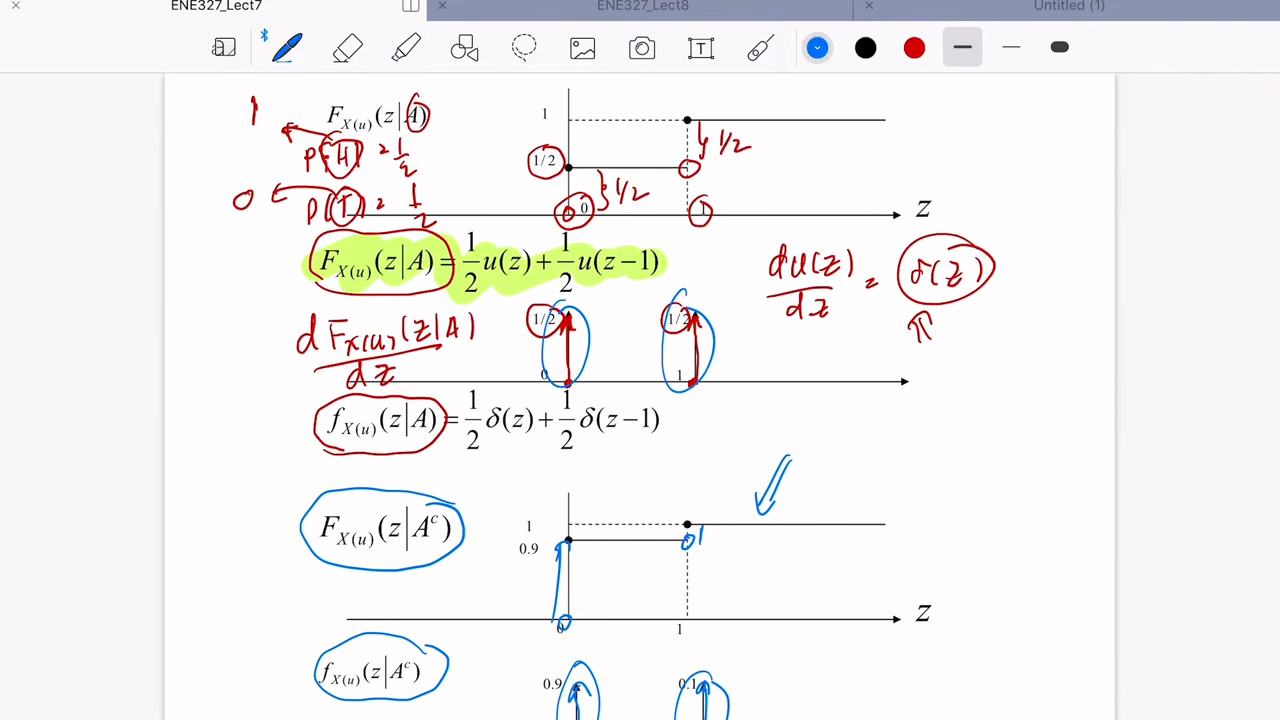 ENE327_Lect7 ENE327_Lect8 Untitled (1)
1 F_{X(u)}(z|A) 1
P(H) = 1/2 1/2 1/2
0 P(T) = 1/2 0 1/2 1 z
F_{X(u)}(z|A) = 1/2 u(z) + 1/2 u(z−1) du(z)/dz = δ(z)
dF_{X(u)}(z|A)/dz 1/2 1/2
0 1
f_{X(u)}(z|A) = 1/2 δ(z) + 1/2 δ(z−1)
F_{X(u)}(z|A^c) 1
0.9
0 1 z
f_{X(u)}(z|A^c) 0.9 0.1